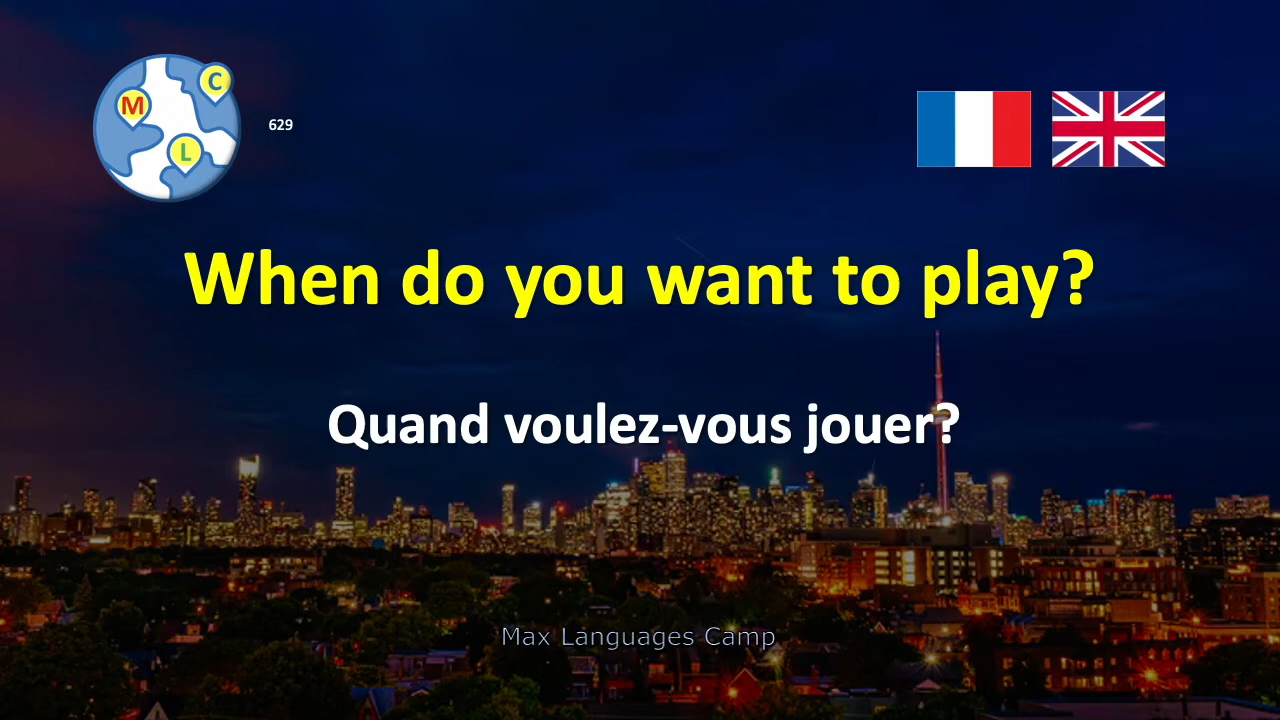 M
C
L
629
When do you want to play?
Quand voulez-vous jouer?
Max Languages Camp